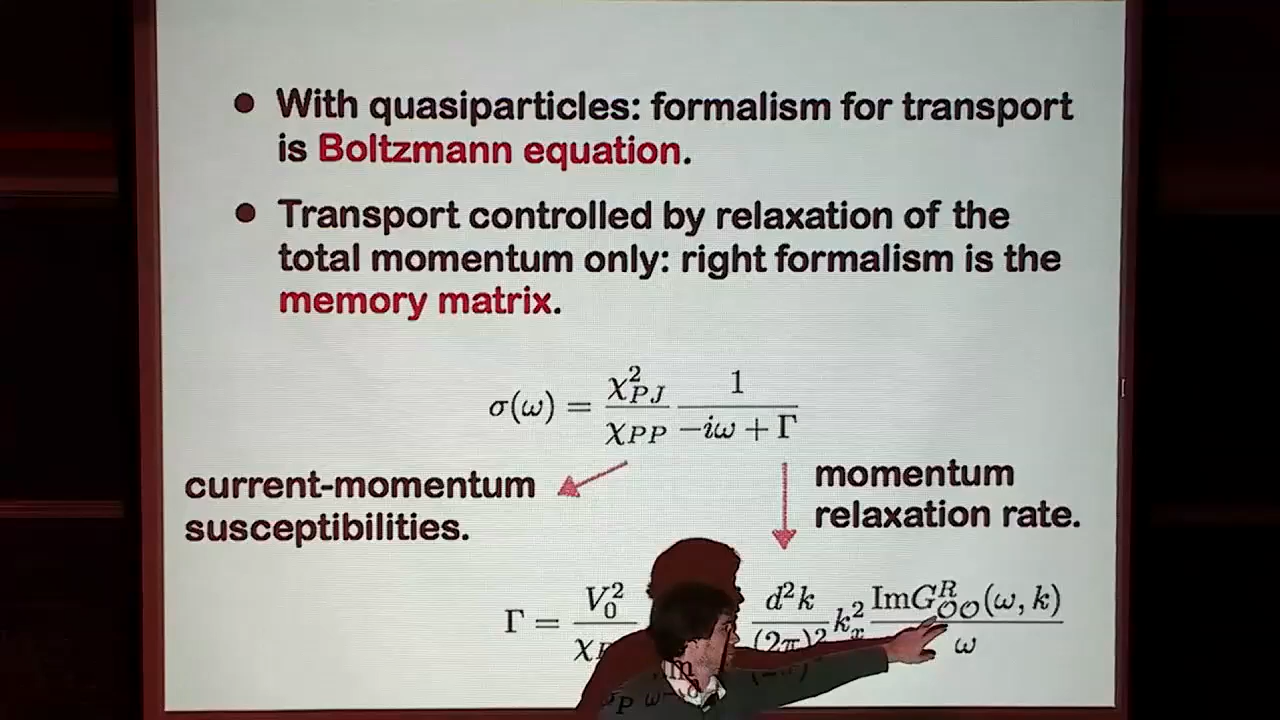 • With quasiparticles: formalism for transport
is Boltzmann equation.
• Transport controlled by relaxation of the
total momentum only: right formalism is the
memory matrix.
σ(ω) = χ²_PJ / χ_PP 1 / (−iω + Γ)
current-momentum
susceptibilities.
momentum
relaxation rate.
Γ = V₀² / χ_P d²k / (2π)² k_x² ImG^R_OO(ω, k) / ω